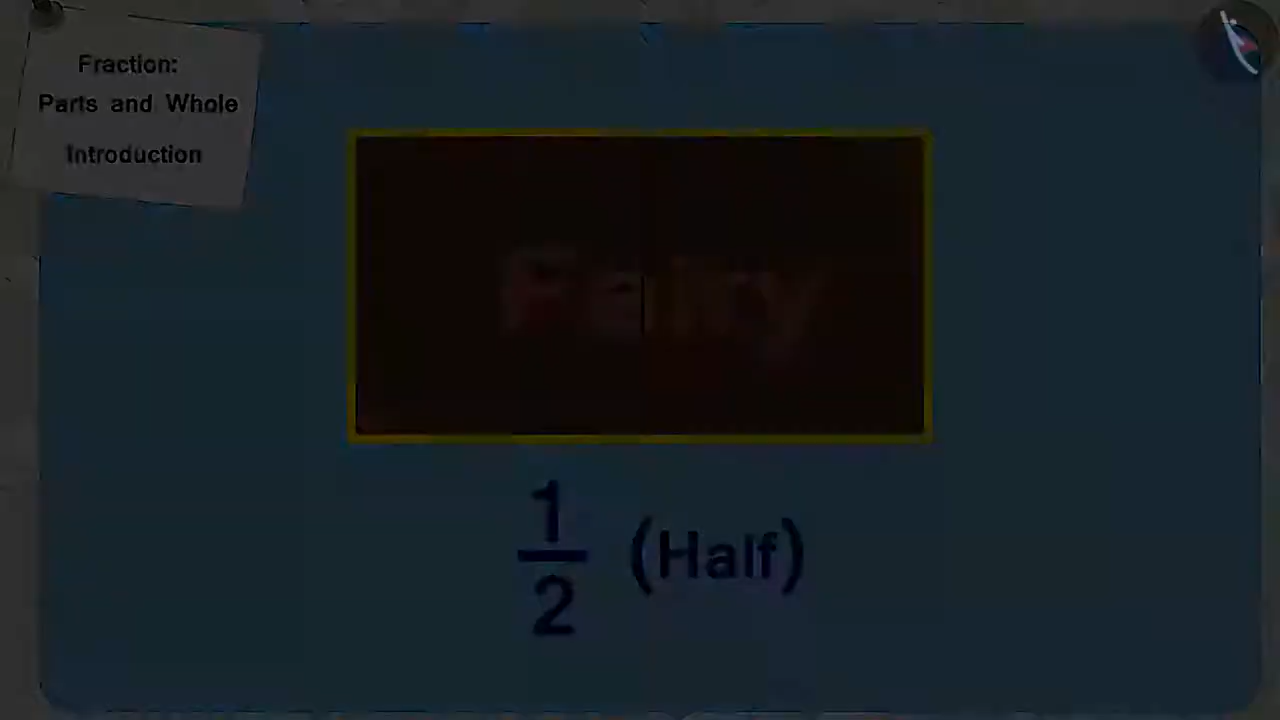 Fraction:
Parts and Whole
Introduction
1
2
(Half)